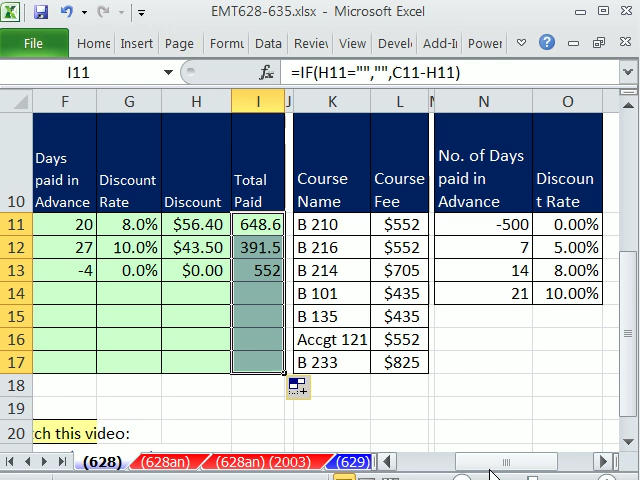 EMT628-635.xlsx - Microsoft Excel
File Home Insert Page Formu Data Review View Devel Add-I Power
I11 fx =IF(H11="","",C11-H11)
F G H I J K L M N O
10 Days paid in Advance Discount Rate Discount Total Paid Course Name Course Fee No. of Days paid in Advance Discoun t Rate
11 20 8.0% $56.40 648.6 B 210 $552 -500 0.00%
12 27 10.0% $43.50 391.5 B 216 $552 7 5.00%
13 -4 0.0% $0.00 552 B 214 $705 14 8.00%
14 B 101 $435 21 10.00%
15 B 135 $435
16 Accgt 121 $552
17 B 233 $825
18
19
20 ch this video:
(628) (628an) (628an) (2003) (629)